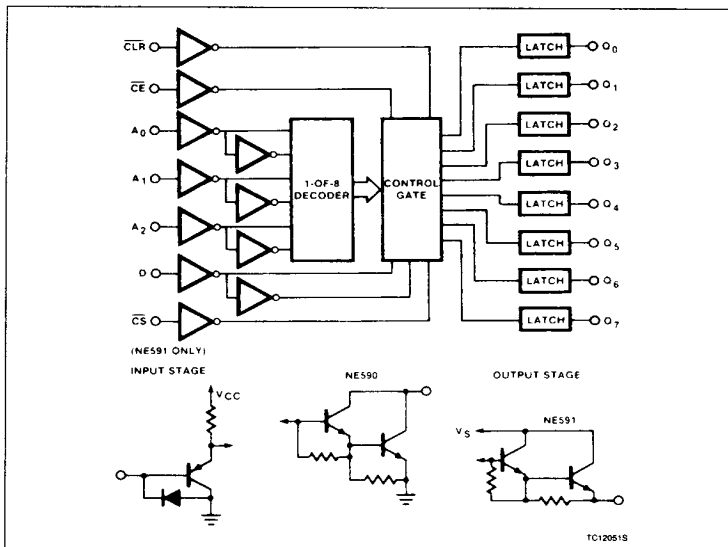 CLR
CE
A0
A1
A2
D
CS
(NE591 ONLY)
1-OF-8
DECODER
CONTROL
GATE
LATCH Q0
LATCH Q1
LATCH Q2
LATCH Q3
LATCH Q4
LATCH Q5
LATCH Q6
LATCH Q7
INPUT STAGE
NE590
OUTPUT STAGE
VCC
NE591
VS
TC12051S